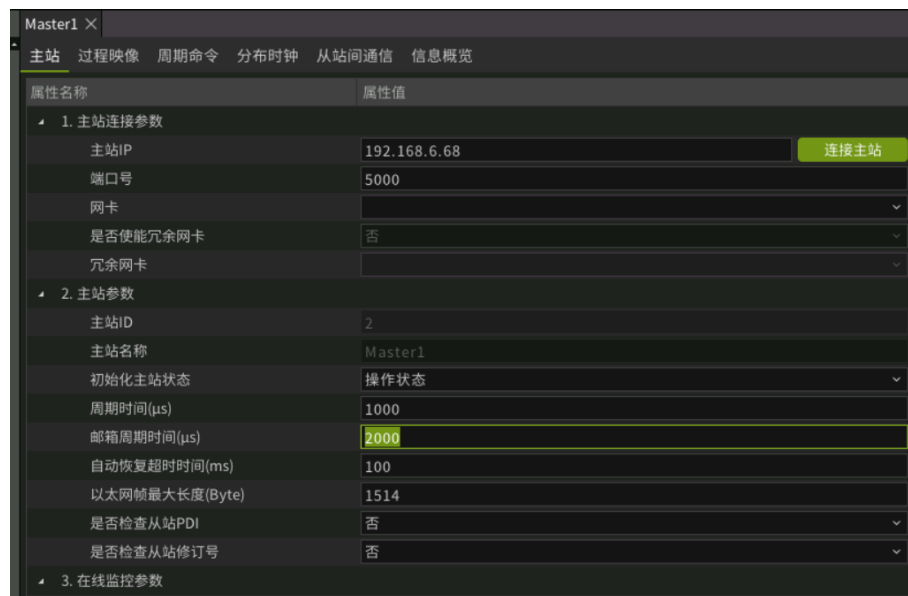 Master1
主站 过程映像 周期命令 分布时钟 从站间通信 信息概览
属性名称 属性值
1. 主站连接参数
主站IP 192.168.6.68 连接主站
端口号 5000
网卡
是否使能冗余网卡 否
冗余网卡
2. 主站参数
主站ID 2
主站名称 Master1
初始化主站状态 操作状态
周期时间(μs) 1000
邮箱周期时间(μs) 2000
自动恢复超时时间(ms) 100
以太网帧最大长度(Byte) 1514
是否检查从站PDI 否
是否检查从站修订号 否
3. 在线监控参数